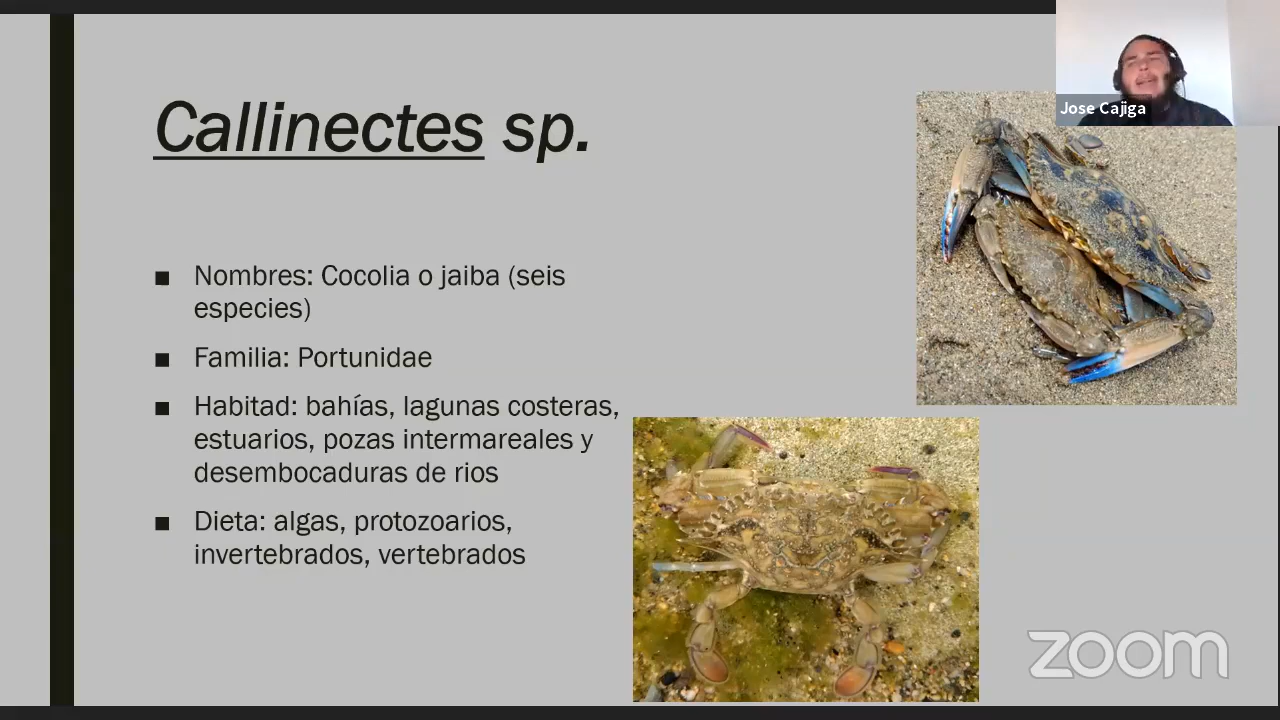 Jose Cajiga
Callinectes sp.
■ Nombres: Cocolia o jaiba (seis
especies)
■ Familia: Portunidae
■ Habitad: bahías, lagunas costeras,
estuarios, pozas intermareales y
desembocaduras de rios
■ Dieta: algas, protozoarios,
invertebrados, vertebrados
zoom